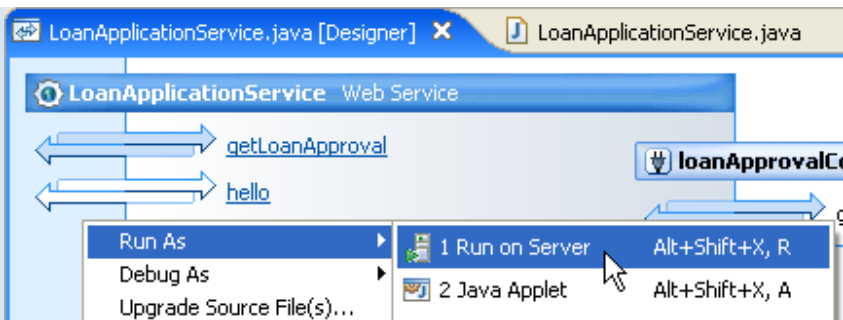 LoanApplicationService.java [Designer]
LoanApplicationService.java
LoanApplicationService Web Service
getLoanApproval
hello
loanApprovalCo
g
Run As
1 Run on Server Alt+Shift+X, R
Debug As
2 Java Applet Alt+Shift+X, A
Upgrade Source File(s)...